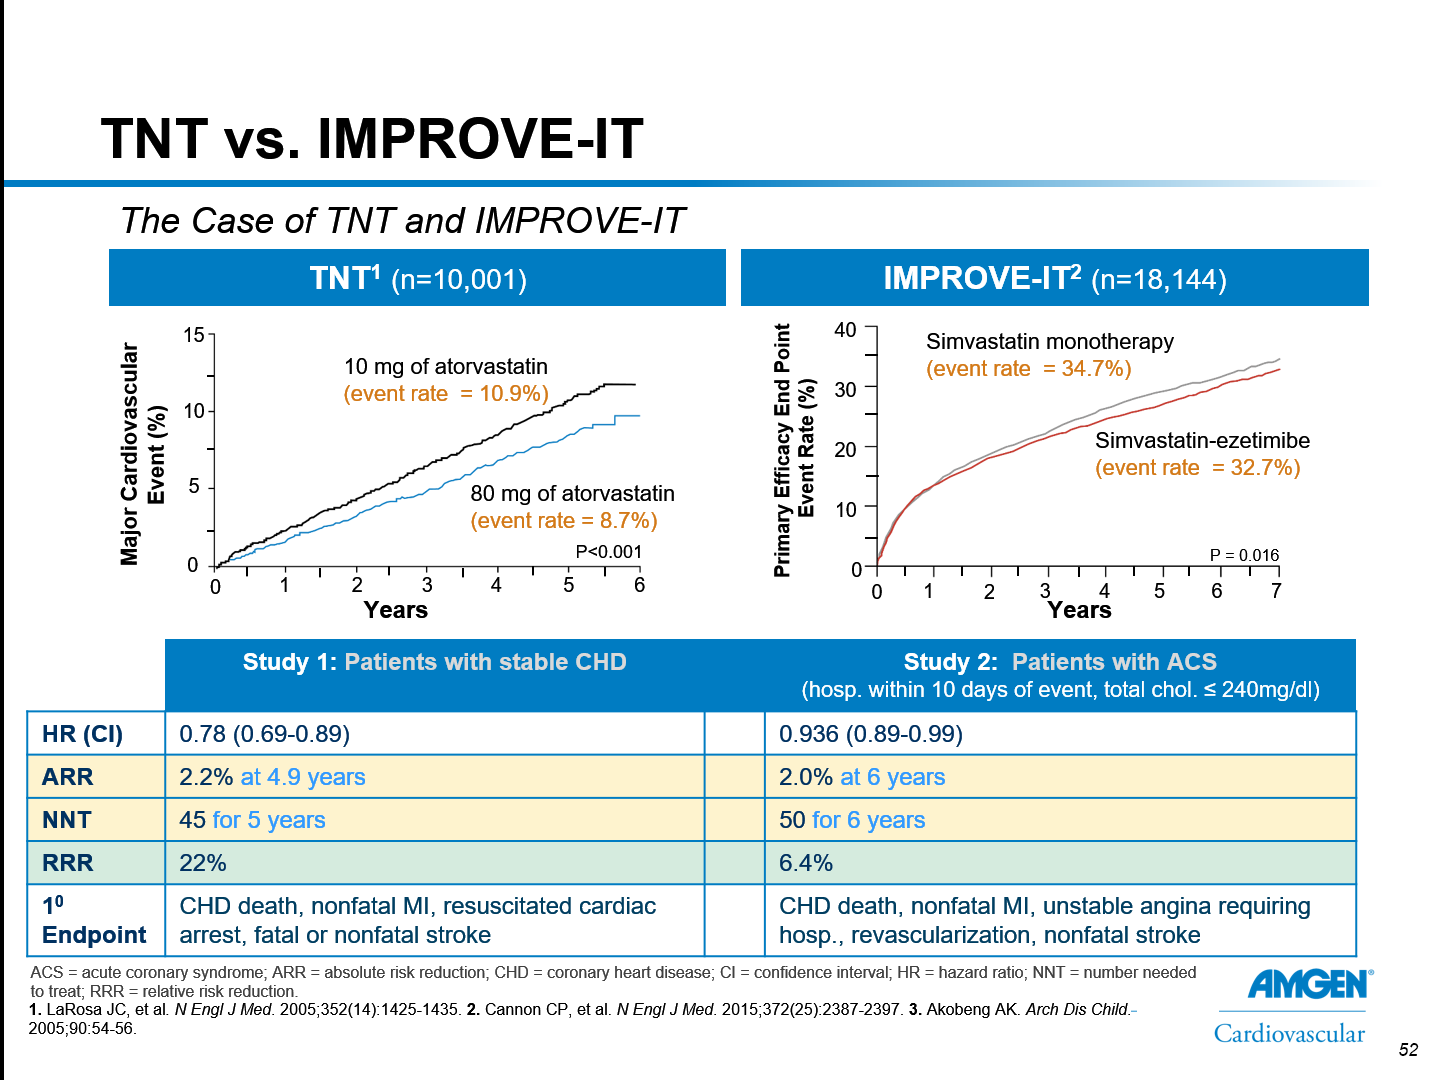 TNT vs. IMPROVE-IT
The Case of TNT and IMPROVE-IT
TNT¹ (n=10,001)
Major Cardiovascular
Event (%)
15
10
5
0
10 mg of atorvastatin
(event rate = 10.9%)
80 mg of atorvastatin
(event rate = 8.7%)
P<0.001
0 1 2 3 4 5 6
Years
IMPROVE-IT² (n=18,144)
Primary Efficacy End Point
Event Rate (%)
40
30
20
10
0
Simvastatin monotherapy
(event rate = 34.7%)
Simvastatin-ezetimibe
(event rate = 32.7%)
P = 0.016
0 1 2 3 4 5 6 7
Years
Study 1: Patients with stable CHD
Study 2: Patients with ACS
(hosp. within 10 days of event, total chol. ≤ 240mg/dl)
HR (CI) 0.78 (0.69-0.89) 0.936 (0.89-0.99)
ARR 2.2% at 4.9 years 2.0% at 6 years
NNT 45 for 5 years 50 for 6 years
RRR 22% 6.4%
1⁰
Endpoint
CHD death, nonfatal MI, resuscitated cardiac
arrest, fatal or nonfatal stroke
CHD death, nonfatal MI, unstable angina requiring
hosp., revascularization, nonfatal stroke
ACS = acute coronary syndrome; ARR = absolute risk reduction; CHD = coronary heart disease; CI = confidence interval; HR = hazard ratio; NNT = number needed
to treat; RRR = relative risk reduction.
1. LaRosa JC, et al. N Engl J Med. 2005;352(14):1425-1435. 2. Cannon CP, et al. N Engl J Med. 2015;372(25):2387-2397. 3. Akobeng AK. Arch Dis Child.
2005;90:54-56.
AMGEN®
Cardiovascular
52